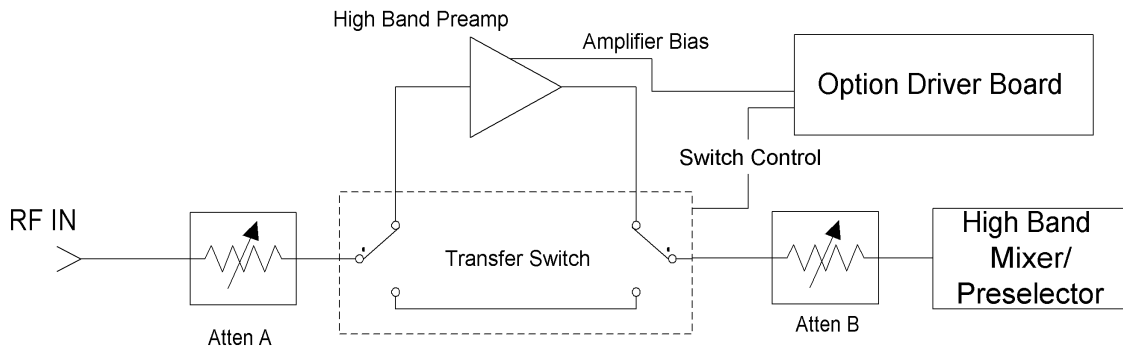 High Band Preamp
Amplifier Bias
Option Driver Board
Switch Control
RF IN
Transfer Switch
High Band
Mixer/
Preselector
Atten A
Atten B